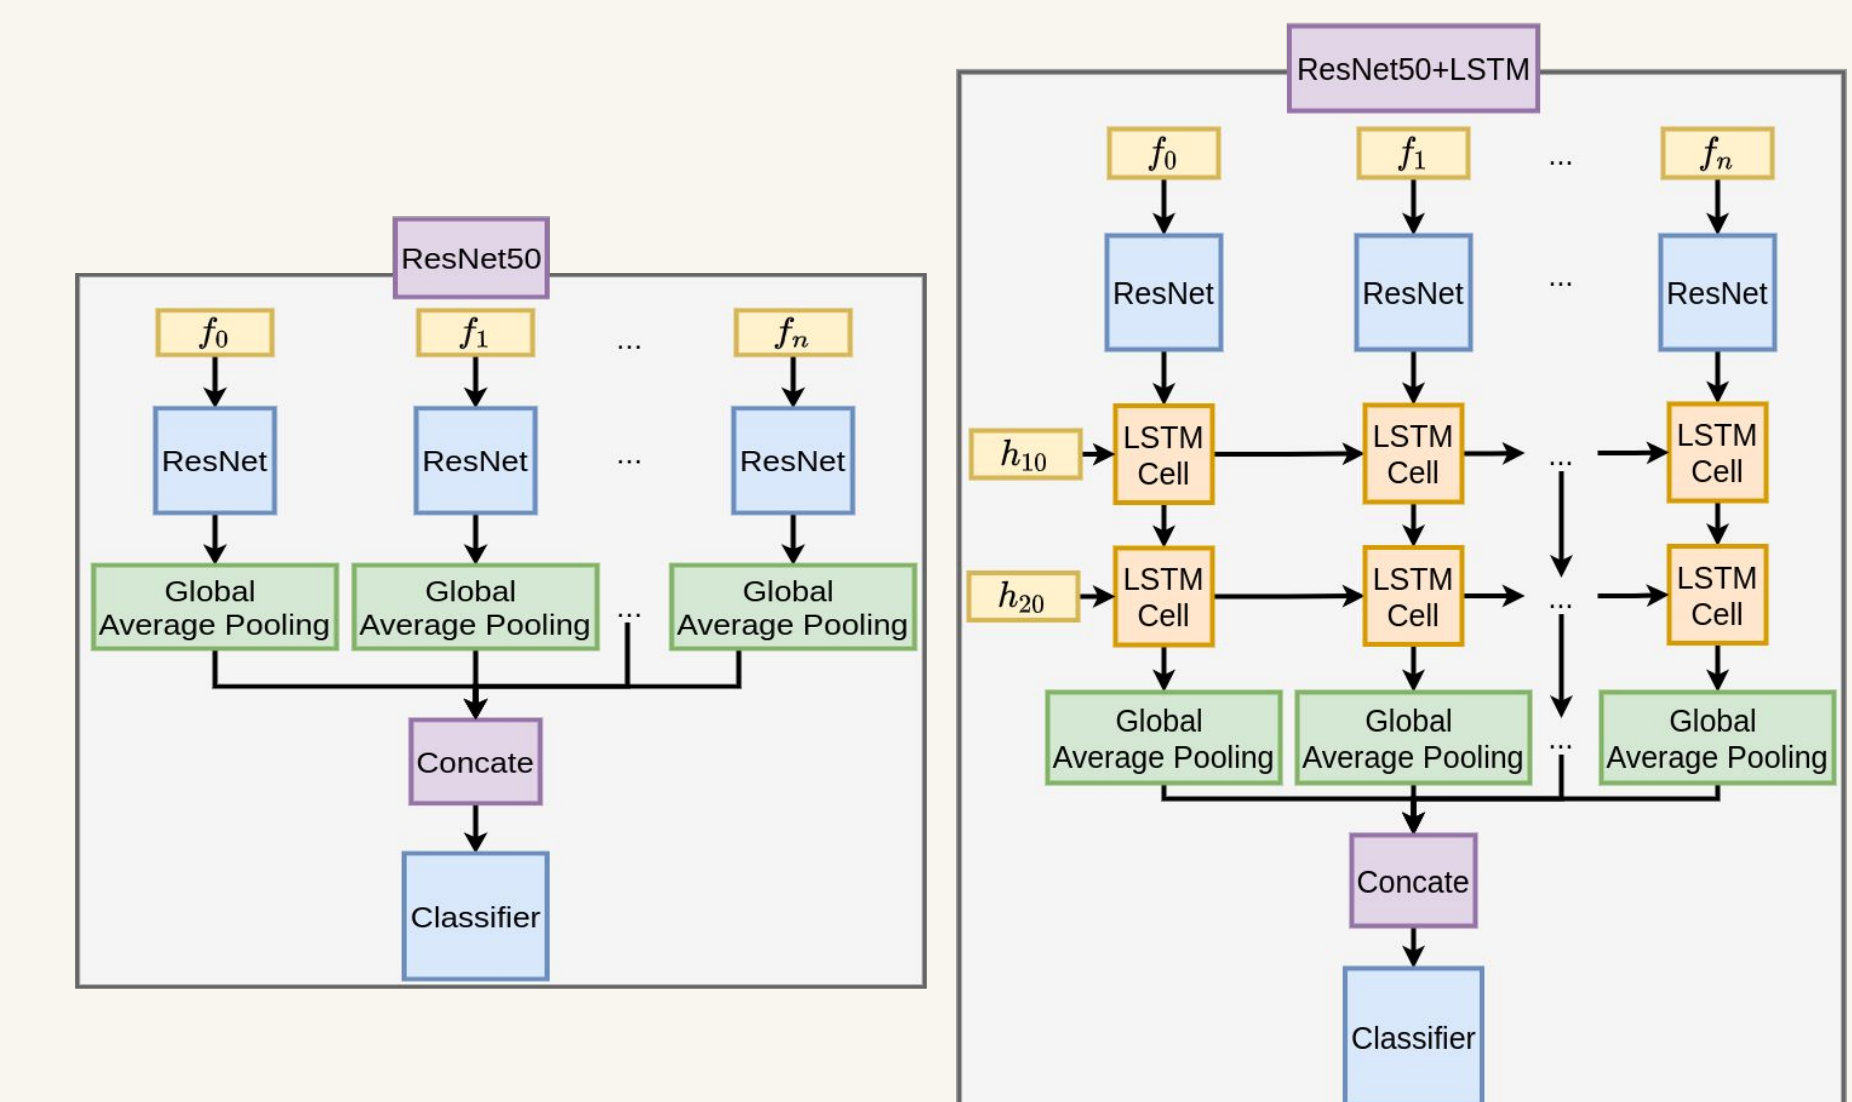 ResNet50
f0 f1 ... fn
ResNet ResNet ... ResNet
Global Average Pooling Global Average Pooling ... Global Average Pooling
Concate
Classifier
ResNet50+LSTM
f0 f1 ... fn
ResNet ResNet ... ResNet
h10 LSTM Cell LSTM Cell ... LSTM Cell
h20 LSTM Cell LSTM Cell ... LSTM Cell
Global Average Pooling Global Average Pooling ... Global Average Pooling
Concate
Classifier